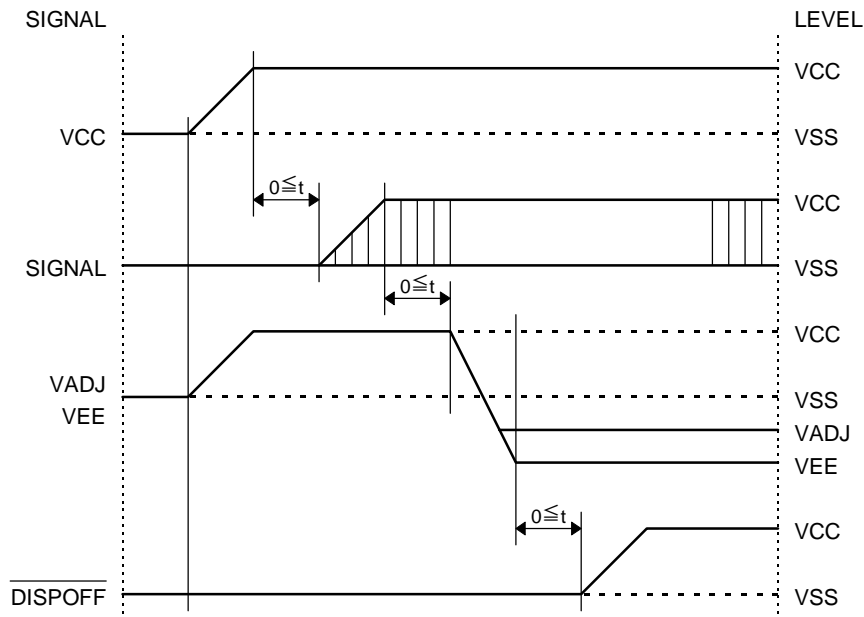 SIGNAL LEVEL
VCC
VCC VSS
0≦t VCC
SIGNAL VSS
0≦t
VCC
VADJ VSS
VEE
VADJ
VEE
0≦t VCC
DISPOFF VSS